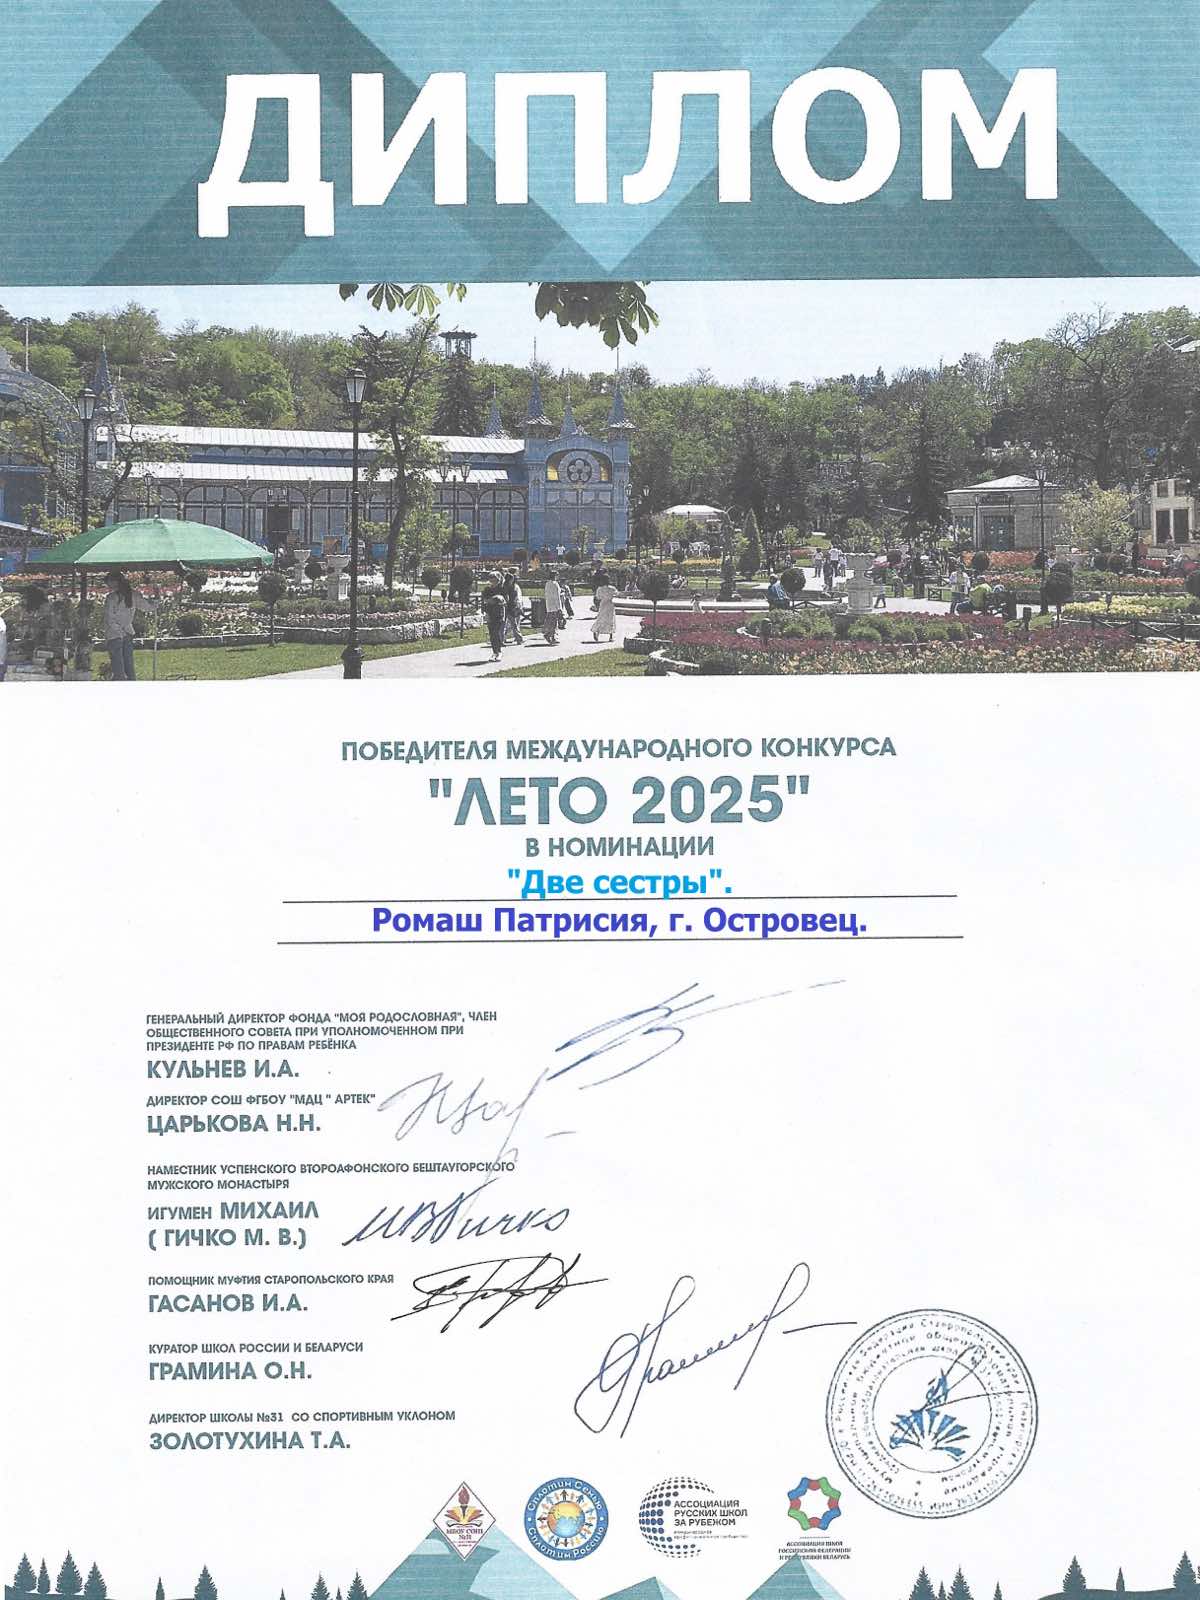 ДИПЛОМ
ПОБЕДИТЕЛЯ МЕЖДУНАРОДНОГО КОНКУРСА
"ЛЕТО 2025"
В НОМИНАЦИИ
"Две сестры".
Ромаш Патрисия, г. Островец.
ГЕНЕРАЛЬНЫЙ ДИРЕКТОР ФОНДА "МОЯ РОДОСЛОВНАЯ", ЧЛЕН
ОБЩЕСТВЕННОГО СОВЕТА ПРИ УПОЛНОМОЧЕННОМ ПРИ
ПРЕЗИДЕНТЕ РФ ПО ПРАВАМ РЕБЁНКА
КУЛЬНЕВ И.А.
ДИРЕКТОР СОШ ФГБОУ "МДЦ " АРТЕК"
ЦАРЬКОВА Н.Н.
НАМЕСТНИК УСПЕНСКОГО ВТОРОАФОНСКОГО БЕШТАУГОРСКОГО
МУЖСКОГО МОНАСТЫРЯ
ИГУМЕН МИХАИЛ
( ГИЧКО М. В.)
ПОМОЩНИК МУФТИЯ СТАРОПОЛЬСКОГО КРАЯ
ГАСАНОВ И.А.
КУРАТОР ШКОЛ РОССИИ И БЕЛАРУСИ
ГРАМИНА О.Н.
ДИРЕКТОР ШКОЛЫ №31 СО СПОРТИВНЫМ УКЛОНОМ
ЗОЛОТУХИНА Т.А.
МБОУ СОШ
№31
Сплотим Семью
Сплотим Россию
АССОЦИАЦИЯ
РУССКИХ ШКОЛ
ЗА РУБЕЖОМ
АССОЦИАЦИЯ ШКОЛ
РОССИЙСКОЙ ФЕДЕРАЦИИ
И РЕСПУБЛИКИ БЕЛАРУСЬ